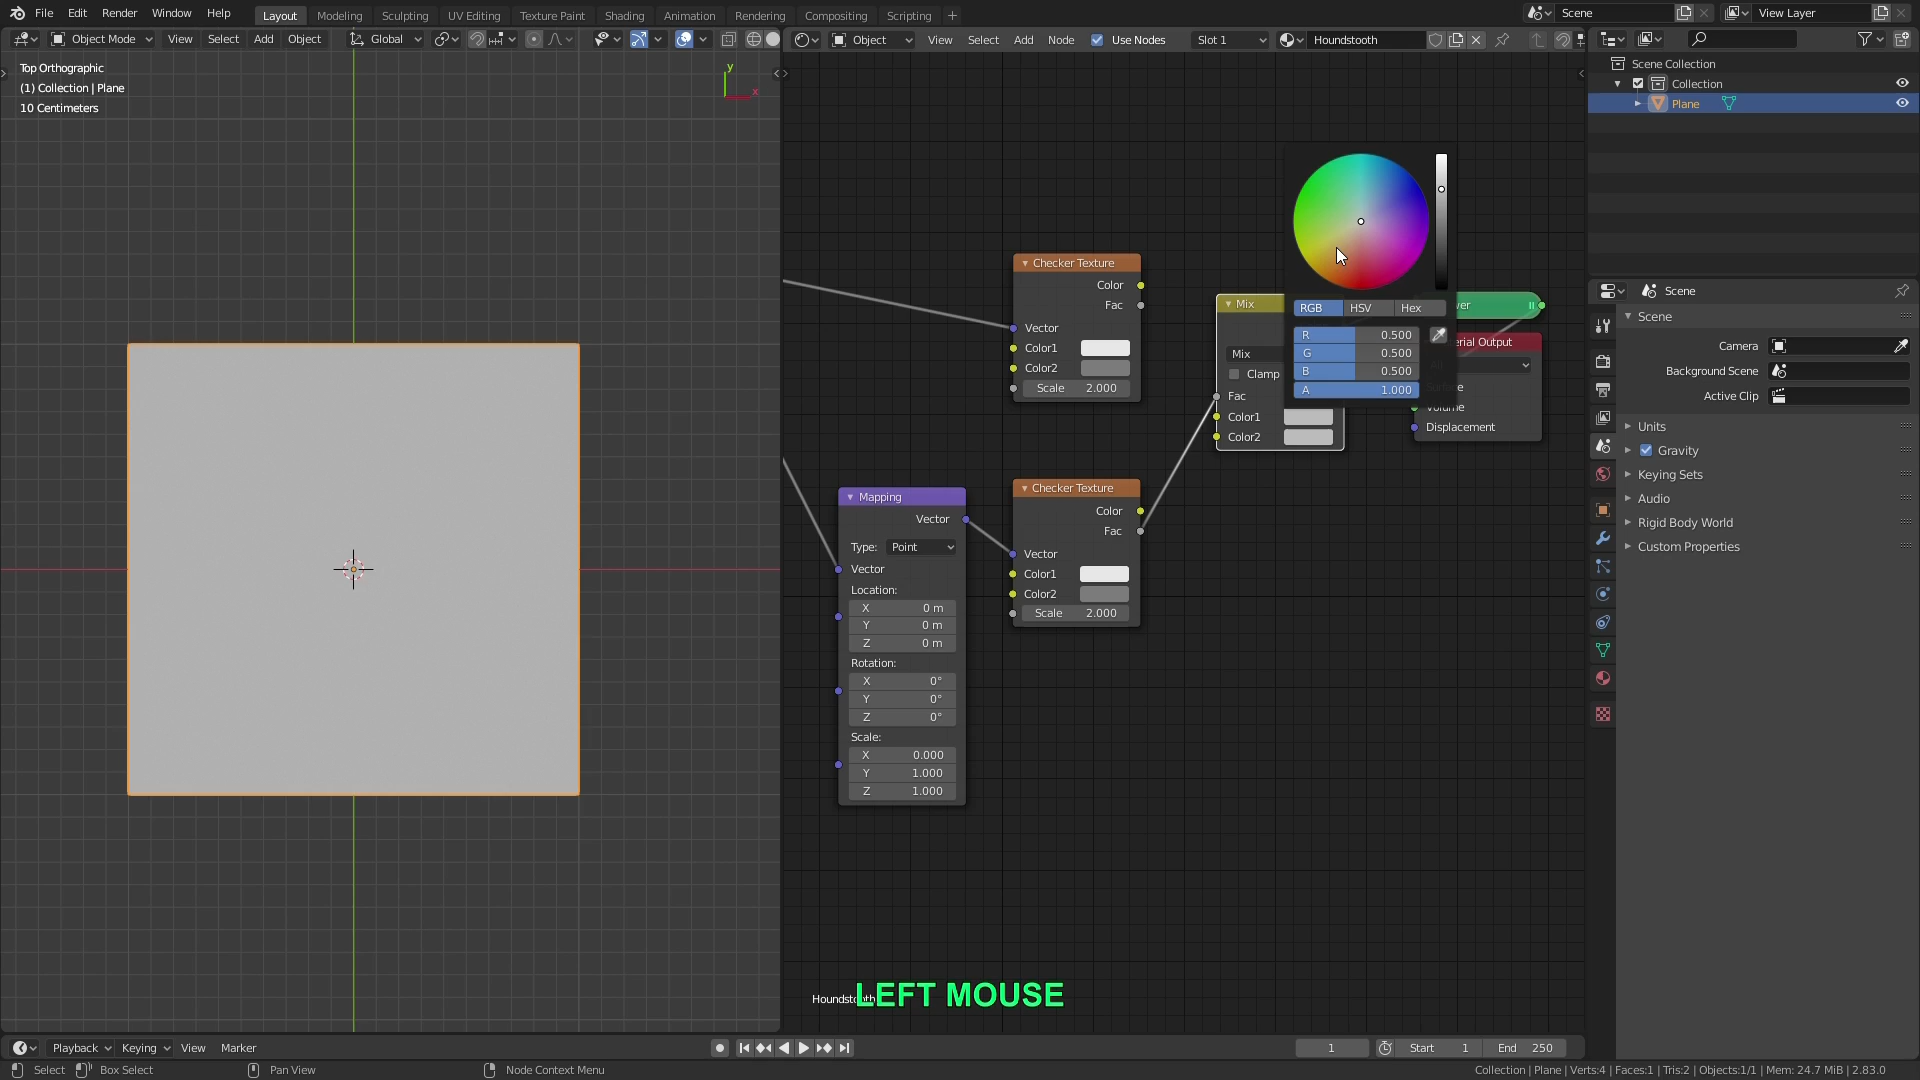 File Edit Render Window Help Layout Modeling Sculpting UV Editing Texture Paint Shading Animation Rendering Compositing Scripting + Scene View Layer
Object Mode View Select Add Object Global Object View Select Add Node Use Nodes Slot 1 Houndstooth
Top Orthographic
(1) Collection | Plane
10 Centimeters
y
x
Scene Collection
Collection
Plane
Checker Texture
Color
Fac
Vector
Color1
Color2
Scale 2.000
Mix
Mix
Clamp
Fac
Color1
Color2
RGB HSV Hex
R 0.500
G 0.500
B 0.500
A 1.000
Displacement
Mapping
Vector
Type: Point
Vector
Location:
X 0 m
Y 0 m
Z 0 m
Rotation:
X 0°
Y 0°
Z 0°
Scale:
X 0.000
Y 1.000
Z 1.000
Checker Texture
Color
Fac
Vector
Color1
Color2
Scale 2.000
Scene
Scene
Camera
Background Scene
Active Clip
Units
Gravity
Keying Sets
Audio
Rigid Body World
Custom Properties
LEFT MOUSE
Playback Keying View Marker 1 Start 1 End 250
Select Box Select Pan View Node Context Menu Collection | Plane | Verts:4 | Faces:1 | Tris:2 | Objects:1/1 | Mem: 24.7 MiB | 2.83.0